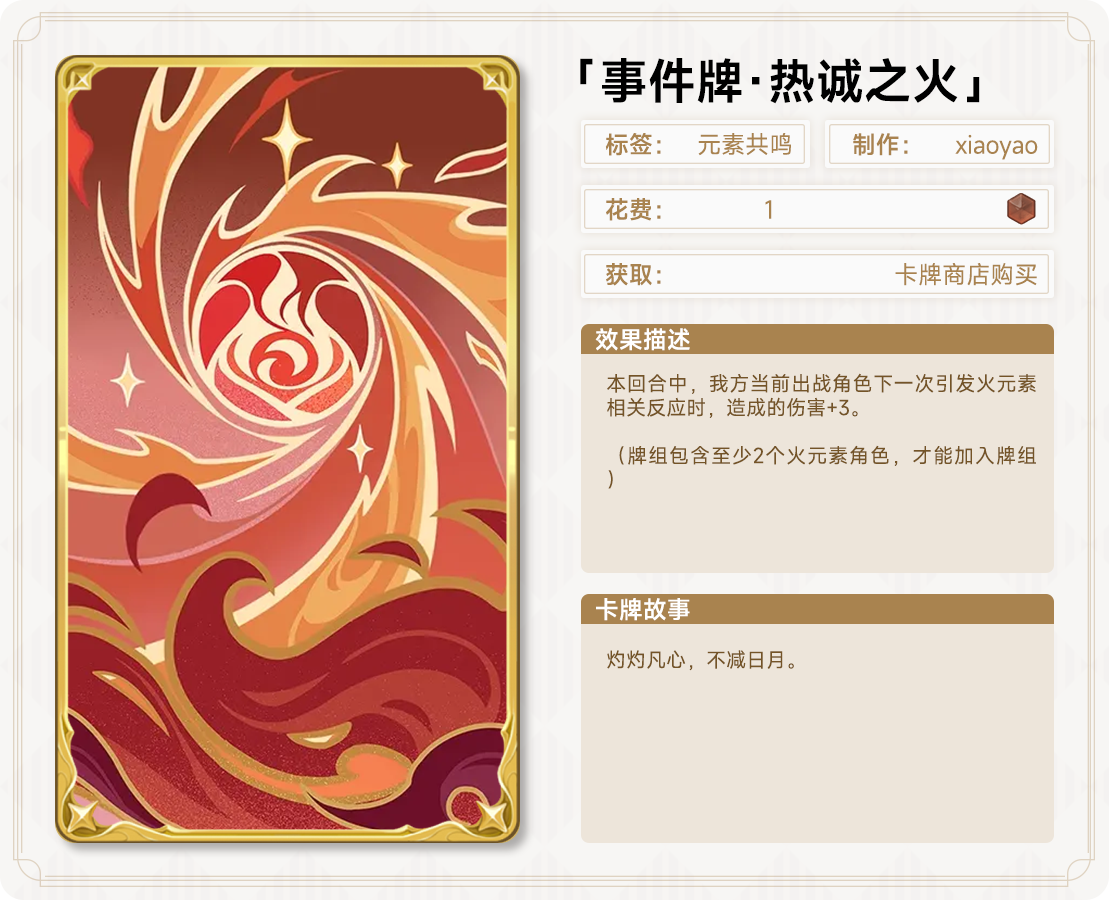 「事件牌·热诚之火」
标签： 元素共鸣 制作： xiaoyao
花费： 1
获取： 卡牌商店购买
效果描述
本回合中，我方当前出战角色下一次引发火元素
相关反应时，造成的伤害+3。
（牌组包含至少2个火元素角色，才能加入牌组
）
卡牌故事
灼灼凡心，不减日月。